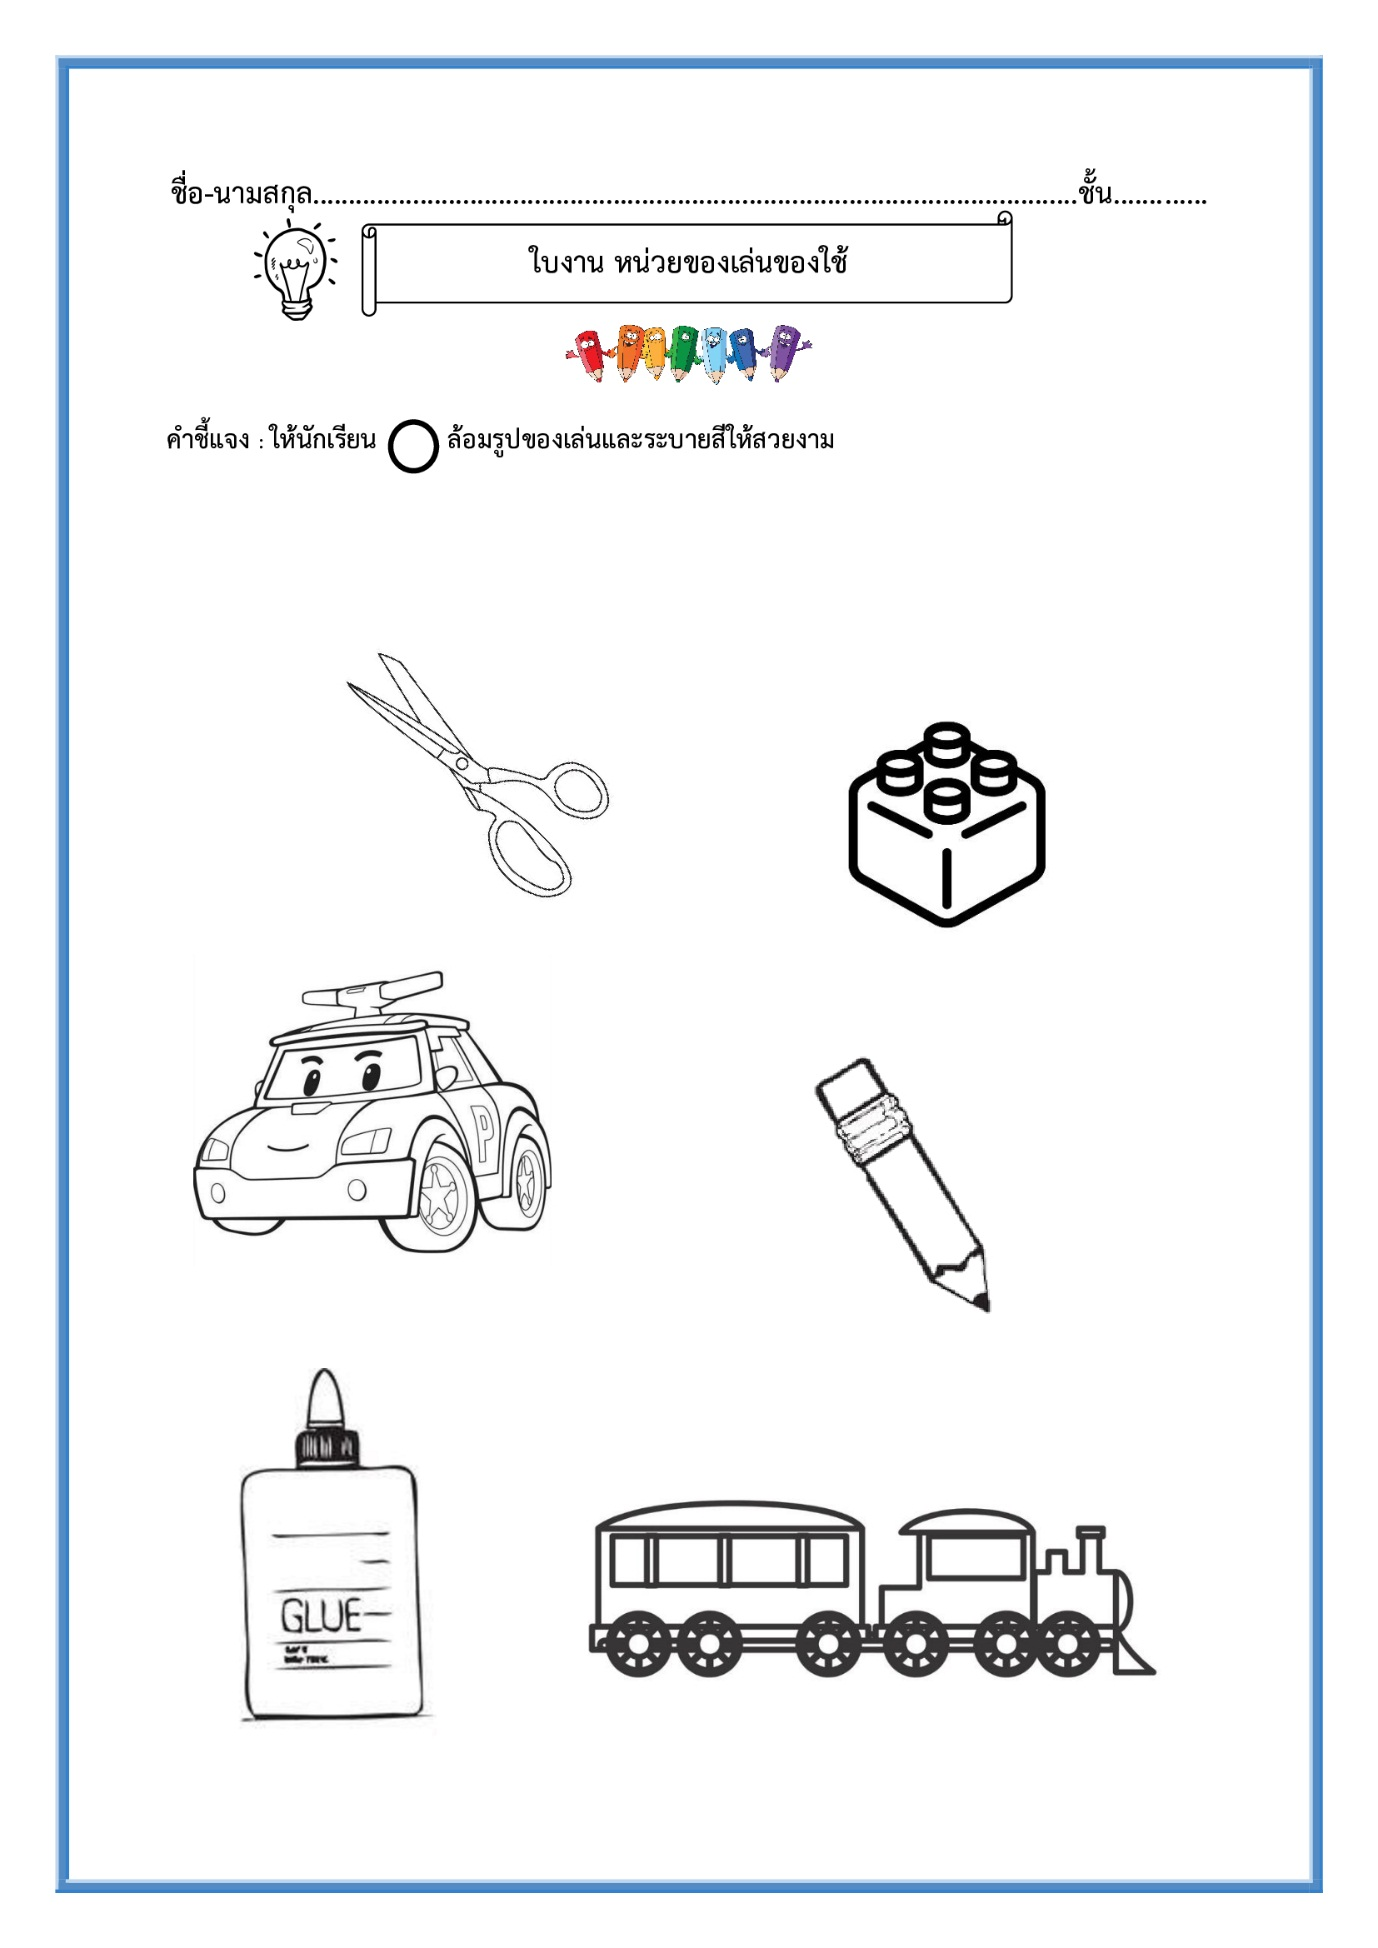 ชื่อ-นามสกุล...........................................................................................................ชั้น.............
ใบงาน หน่วยของเล่นของใช้
คำชี้แจง : ให้นักเรียน ล้อมรูปของเล่นและระบายสีให้สวยงาม
P
GLUE